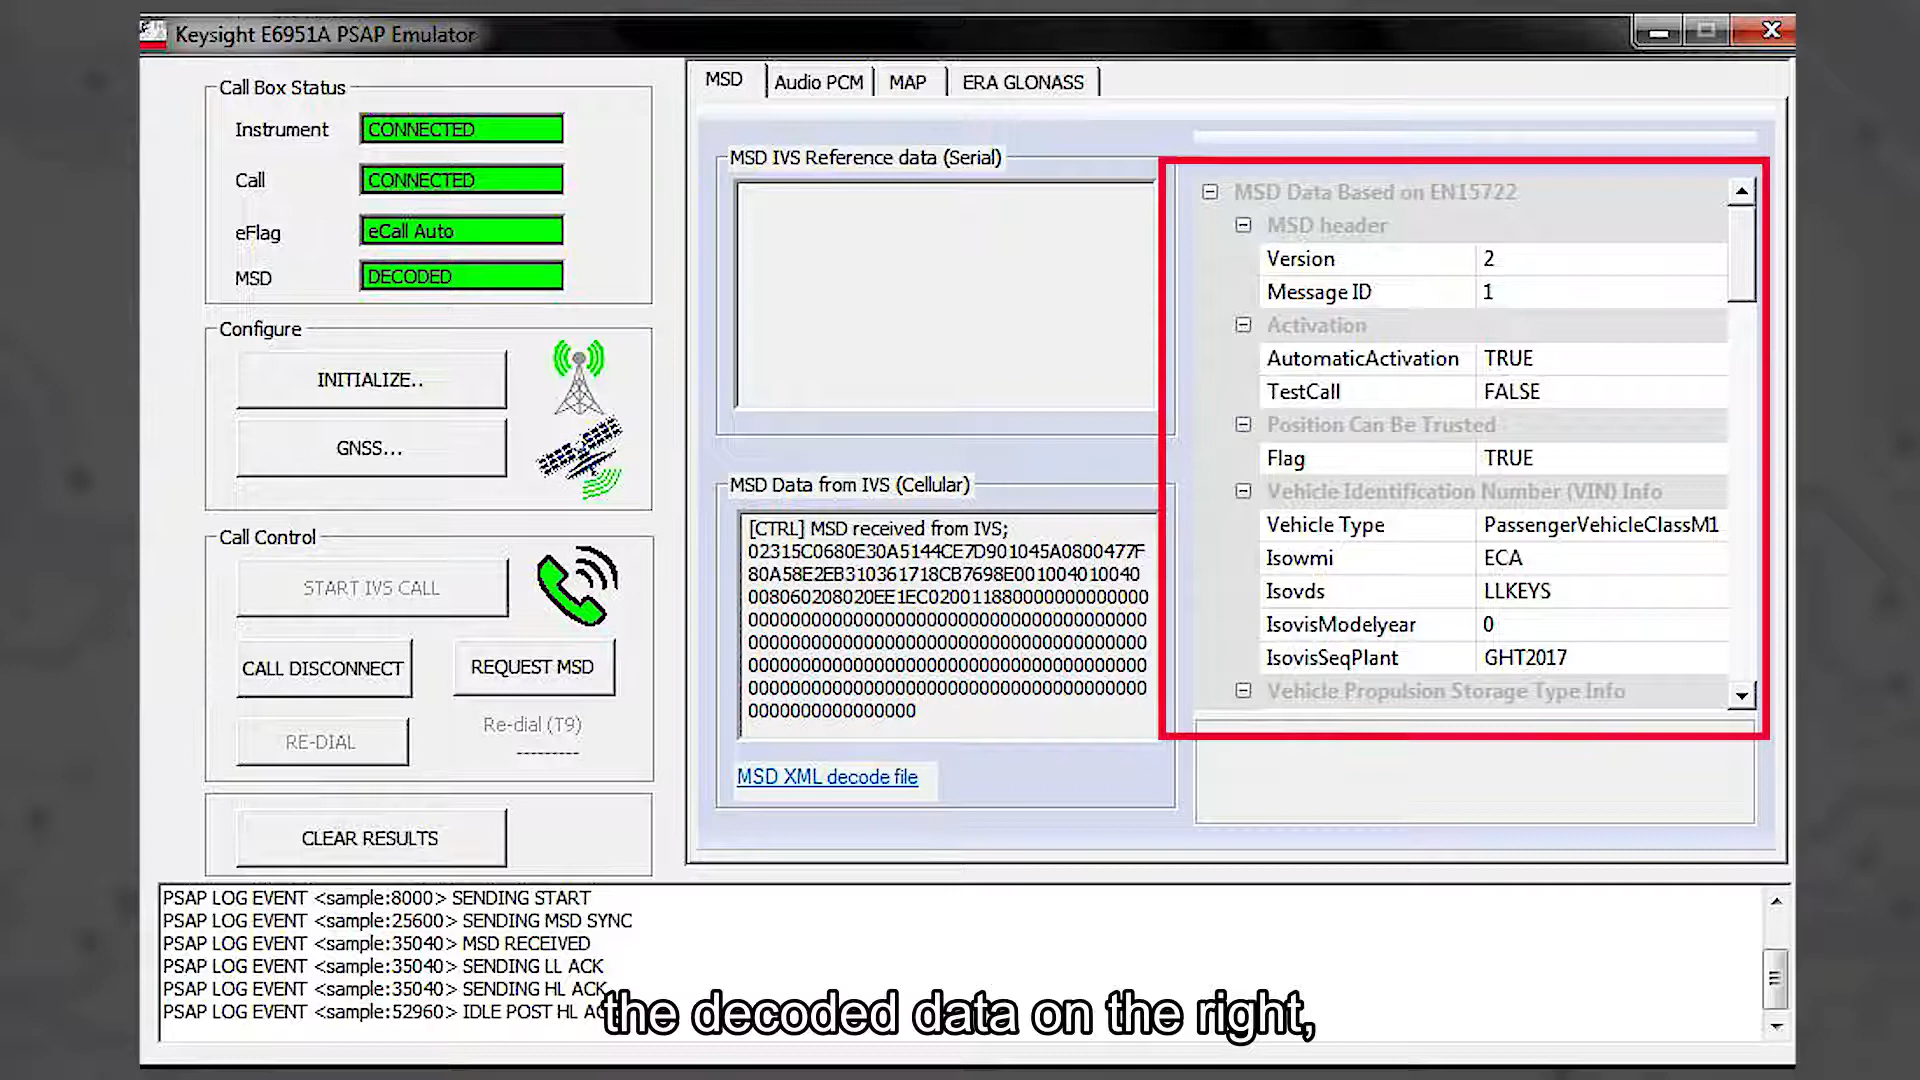 Keysight E6951A PSAP Emulator
Call Box Status
Instrument CONNECTED
Call CONNECTED
eFlag eCall Auto
MSD DECODED
Configure
INITIALIZE..
GNSS...
Call Control
START IVS CALL
CALL DISCONNECT REQUEST MSD
RE-DIAL Re-dial (T9)
----------
CLEAR RESULTS
MSD Audio PCM MAP ERA GLONASS
MSD IVS Reference data (Serial)
MSD Data from IVS (Cellular)
[CTRL] MSD received from IVS;
02315C0680E30A5144CE7D901045A0800477F
80A58E2EB310361718CB7698E001004010040
008060208020EE1EC02001188000000000000
0000000000000000000000000000000000000
0000000000000000000000000000000000000
0000000000000000000000000000000000000
0000000000000000000000000000000000000
000000000000000
MSD XML decode file
MSD Data Based on EN15722
MSD header
Version 2
Message ID 1
Activation
AutomaticActivation TRUE
TestCall FALSE
Position Can Be Trusted
Flag TRUE
Vehicle Identification Number (VIN) Info
Vehicle Type PassengerVehicleClassM1
Isowmi ECA
Isovds LLKEYS
IsovisModelyear 0
IsovisSeqPlant GHT2017
Vehicle Propulsion Storage Type Info
PSAP LOG EVENT <sample:8000> SENDING START
PSAP LOG EVENT <sample:25600> SENDING MSD SYNC
PSAP LOG EVENT <sample:35040> MSD RECEIVED
PSAP LOG EVENT <sample:35040> SENDING LL ACK
PSAP LOG EVENT <sample:35040> SENDING HL ACK
PSAP LOG EVENT <sample:52960> IDLE POST HL
the decoded data on the right,